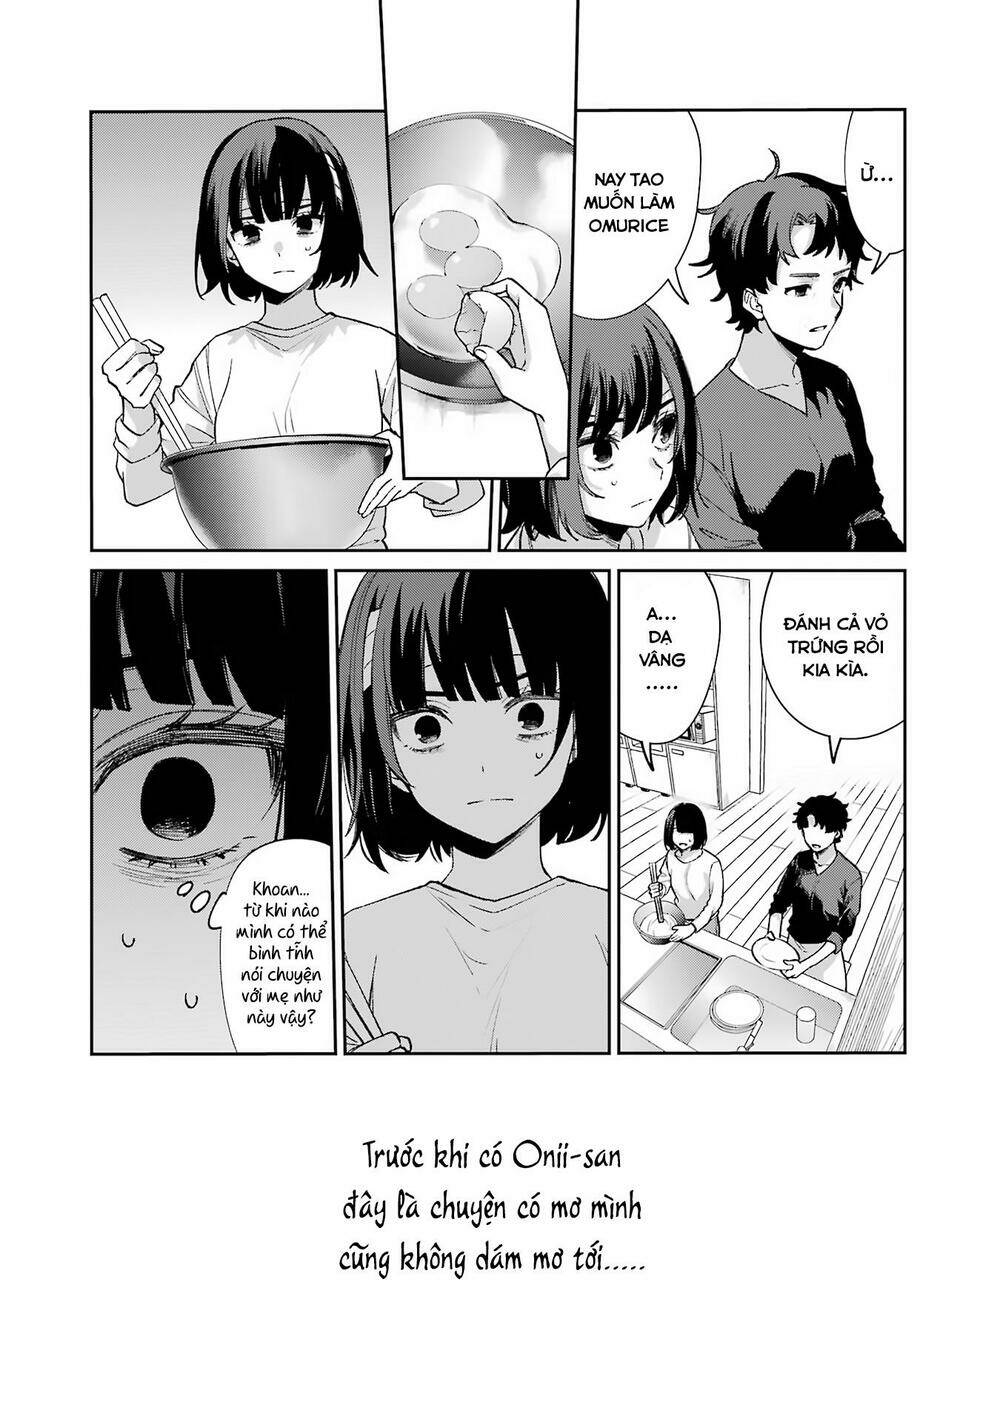 Ừ...
NAY TAO
MUỐN LÀM
OMURICE
ĐÁNH CẢ VỎ
TRỨNG RỒI
KIA KÌA.
A...
DẠ
VÂNG
.....
Khoan...
từ khi nào
mình có thể
bình tĩnh
nói chuyện
với mẹ như
này vậy?
Trước khi có Onii-san
đây là chuyện có mơ mình
cũng không dám mơ tới.....